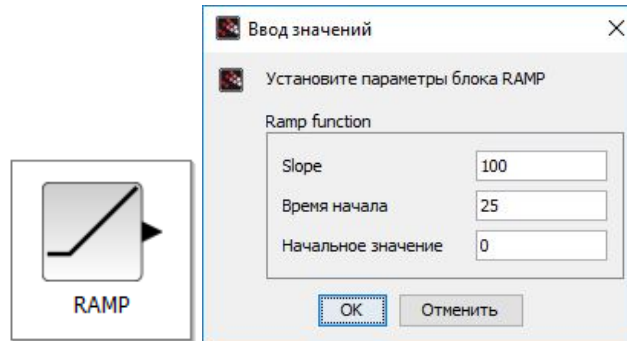 Ввод значений
Установите параметры блока RAMP
Ramp function
Slope 100
Время начала 25
Начальное значение 0
OK Отменить
RAMP